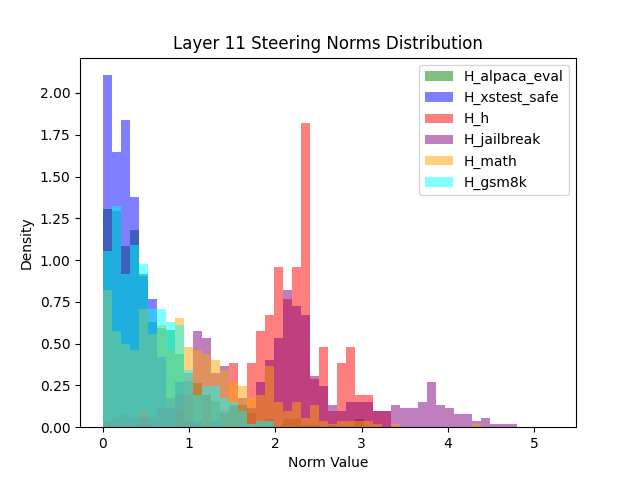 Layer 11 Steering Norms Distribution
H_alpaca_eval
H_xstest_safe
H_h
H_jailbreak
H_math
H_gsm8k
Density
2.00
1.75
1.50
1.25
1.00
0.75
0.50
0.25
0.00
0 1 2 3 4 5
Norm Value